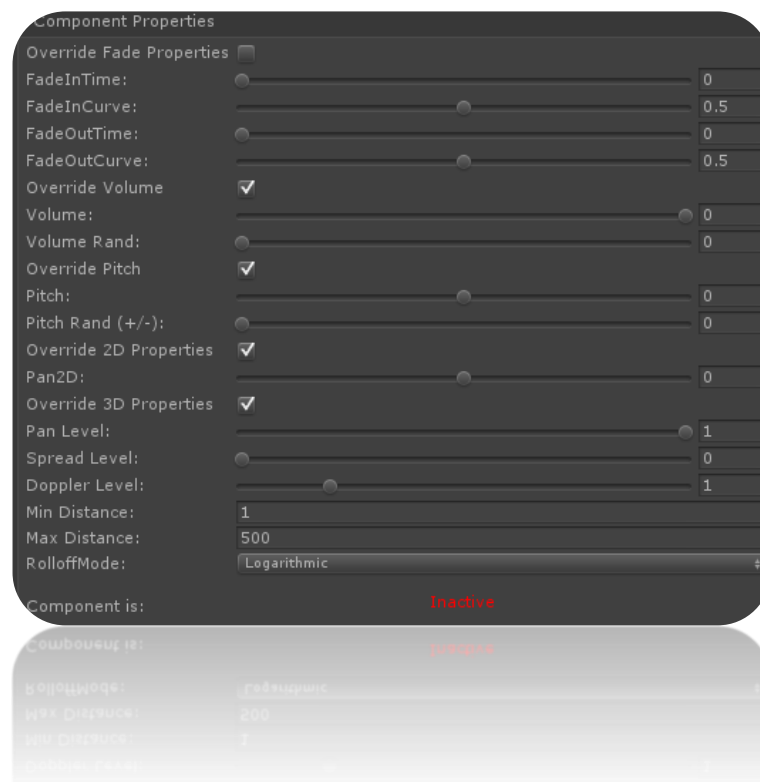 Component Properties
Override Fade Properties
FadeInTime: 0
FadeInCurve: 0.5
FadeOutTime: 0
FadeOutCurve: 0.5
Override Volume
Volume: 0
Volume Rand: 0
Override Pitch
Pitch: 0
Pitch Rand (+/-): 0
Override 2D Properties
Pan2D: 0
Override 3D Properties
Pan Level: 1
Spread Level: 0
Doppler Level: 1
Min Distance: 1
Max Distance: 500
RolloffMode: Logarithmic
Component is: Inactive